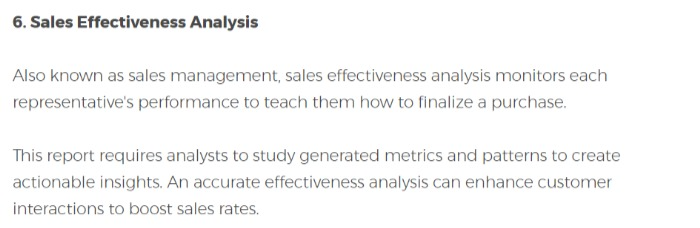 6. Sales Effectiveness Analysis
Also known as sales management, sales effectiveness analysis monitors each
representative's performance to teach them how to finalize a purchase.
This report requires analysts to study generated metrics and patterns to create
actionable insights. An accurate effectiveness analysis can enhance customer
interactions to boost sales rates.